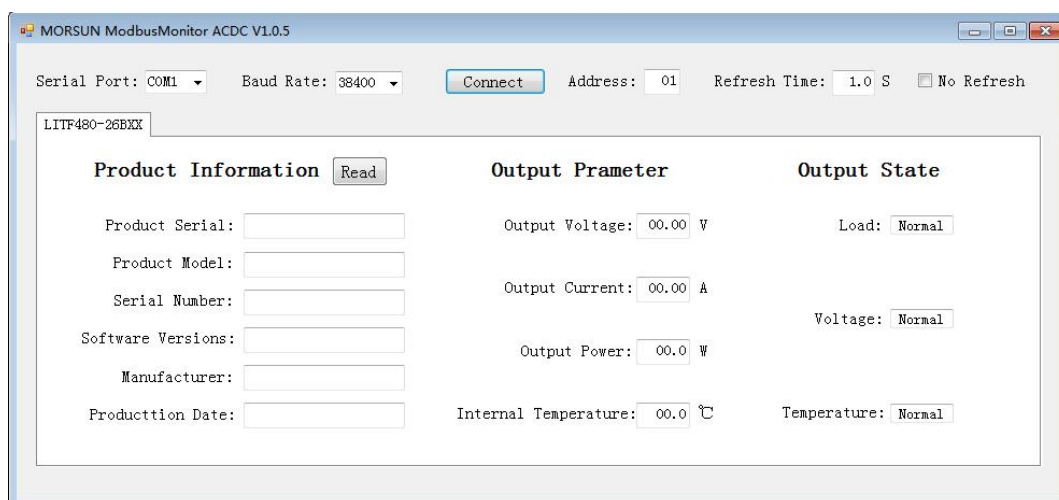 MORSUN ModbusMonitor ACDC V1.0.5
Serial Port: COM1 Baud Rate: 38400 Connect Address: 01 Refresh Time: 1.0 S No Refresh
LITF480-26BXX
Product Information Read Output Prameter Output State
Product Serial: Output Voltage: 00.00 V Load: Normal
Product Model:
Serial Number: Output Current: 00.00 A
Voltage: Normal
Software Versions: Output Power: 00.0 W
Manufacturer:
Producttion Date: Internal Temperature: 00.0 ℃ Temperature: Normal